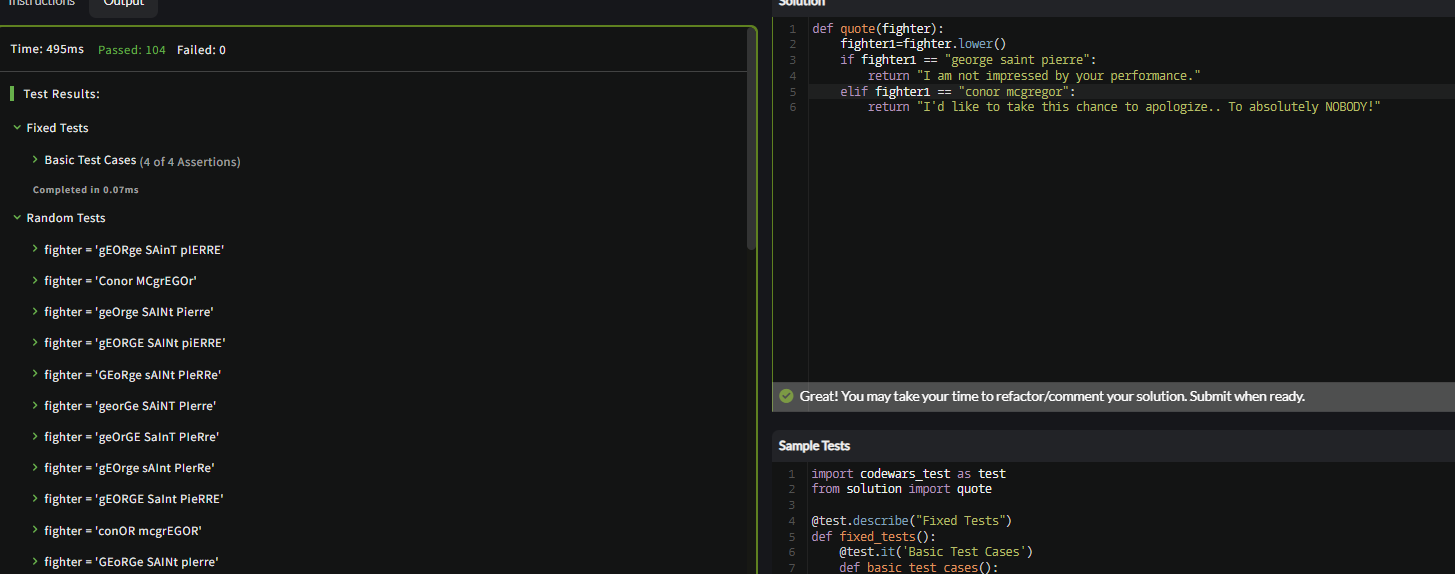 Instructions
Output
Time: 495ms Passed: 104 Failed: 0
Test Results:
Fixed Tests
Basic Test Cases (4 of 4 Assertions)
Completed in 0.07ms
Random Tests
fighter = 'gEORge SAinT pIERRE'
fighter = 'Conor MCgrEGOr'
fighter = 'geOrge SAINt Pierre'
fighter = 'gEORGE SAINt piERRE'
fighter = 'GEoRge sAINt PIeRRe'
fighter = 'georGe SAiNT PIerre'
fighter = 'geOrGE SaInT PIeRre'
fighter = 'gEOrge sAInt PIerRe'
fighter = 'gEORGE SaInt PieRRE'
fighter = 'conOR mcgrEGOR'
fighter = 'GEoRGe SAINt pIerre'
Solution
1 def quote(fighter):
2 fighter1=fighter.lower()
3 if fighter1 == "george saint pierre":
4 return "I am not impressed by your performance."
5 elif fighter1 == "conor mcgregor":
6 return "I'd like to take this chance to apologize.. To absolutely NOBODY!"
Great! You may take your time to refactor/comment your solution. Submit when ready.
Sample Tests
1 import codewars_test as test
2 from solution import quote
3
4 @test.describe("Fixed Tests")
5 def fixed_tests():
6 @test.it('Basic Test Cases')
7 def basic_test_cases():